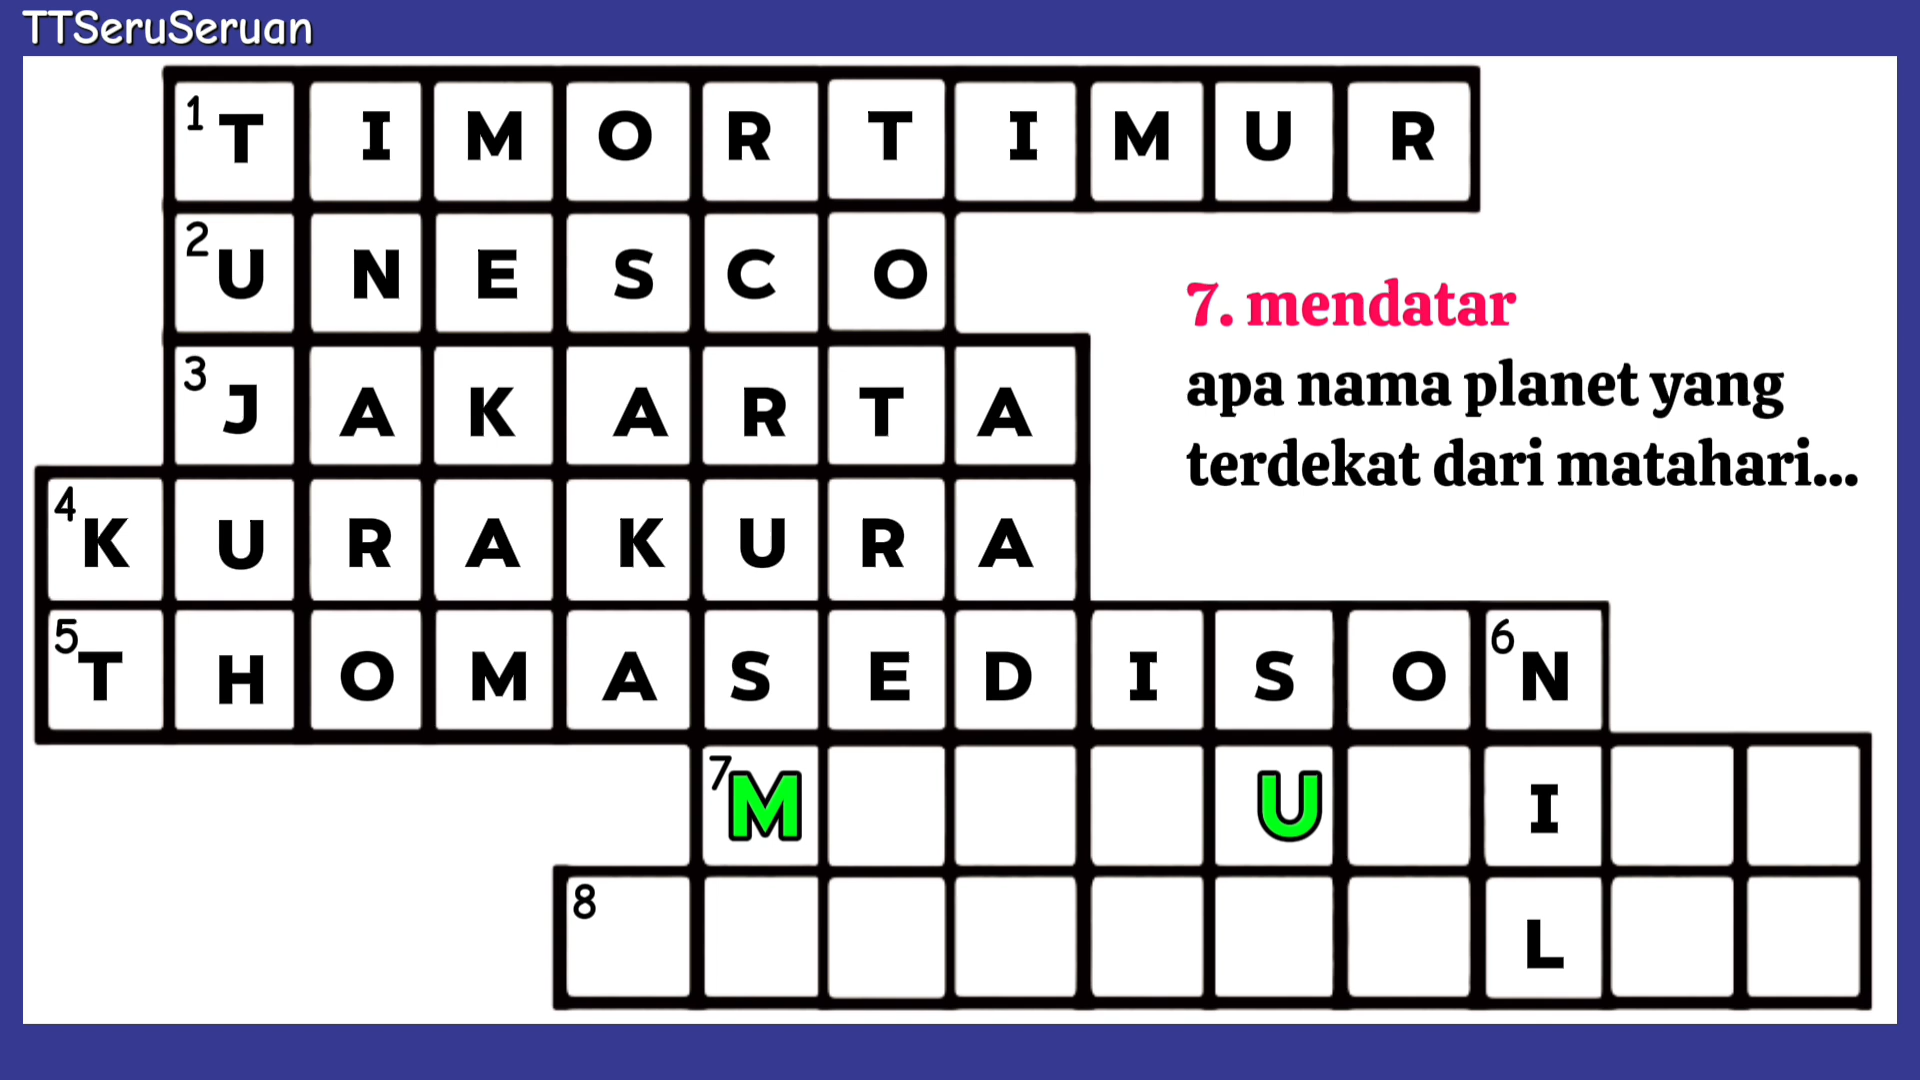 TTSeruSeruan
1 T I M O R T I M U R
2 U N E S C O
7. mendatar
apa nama planet yang
terdekat dari matahari...
3 J A K A R T A
4 K U R A K U R A
5 T H O M A S E D I S O 6 N
7 M U I
8 L